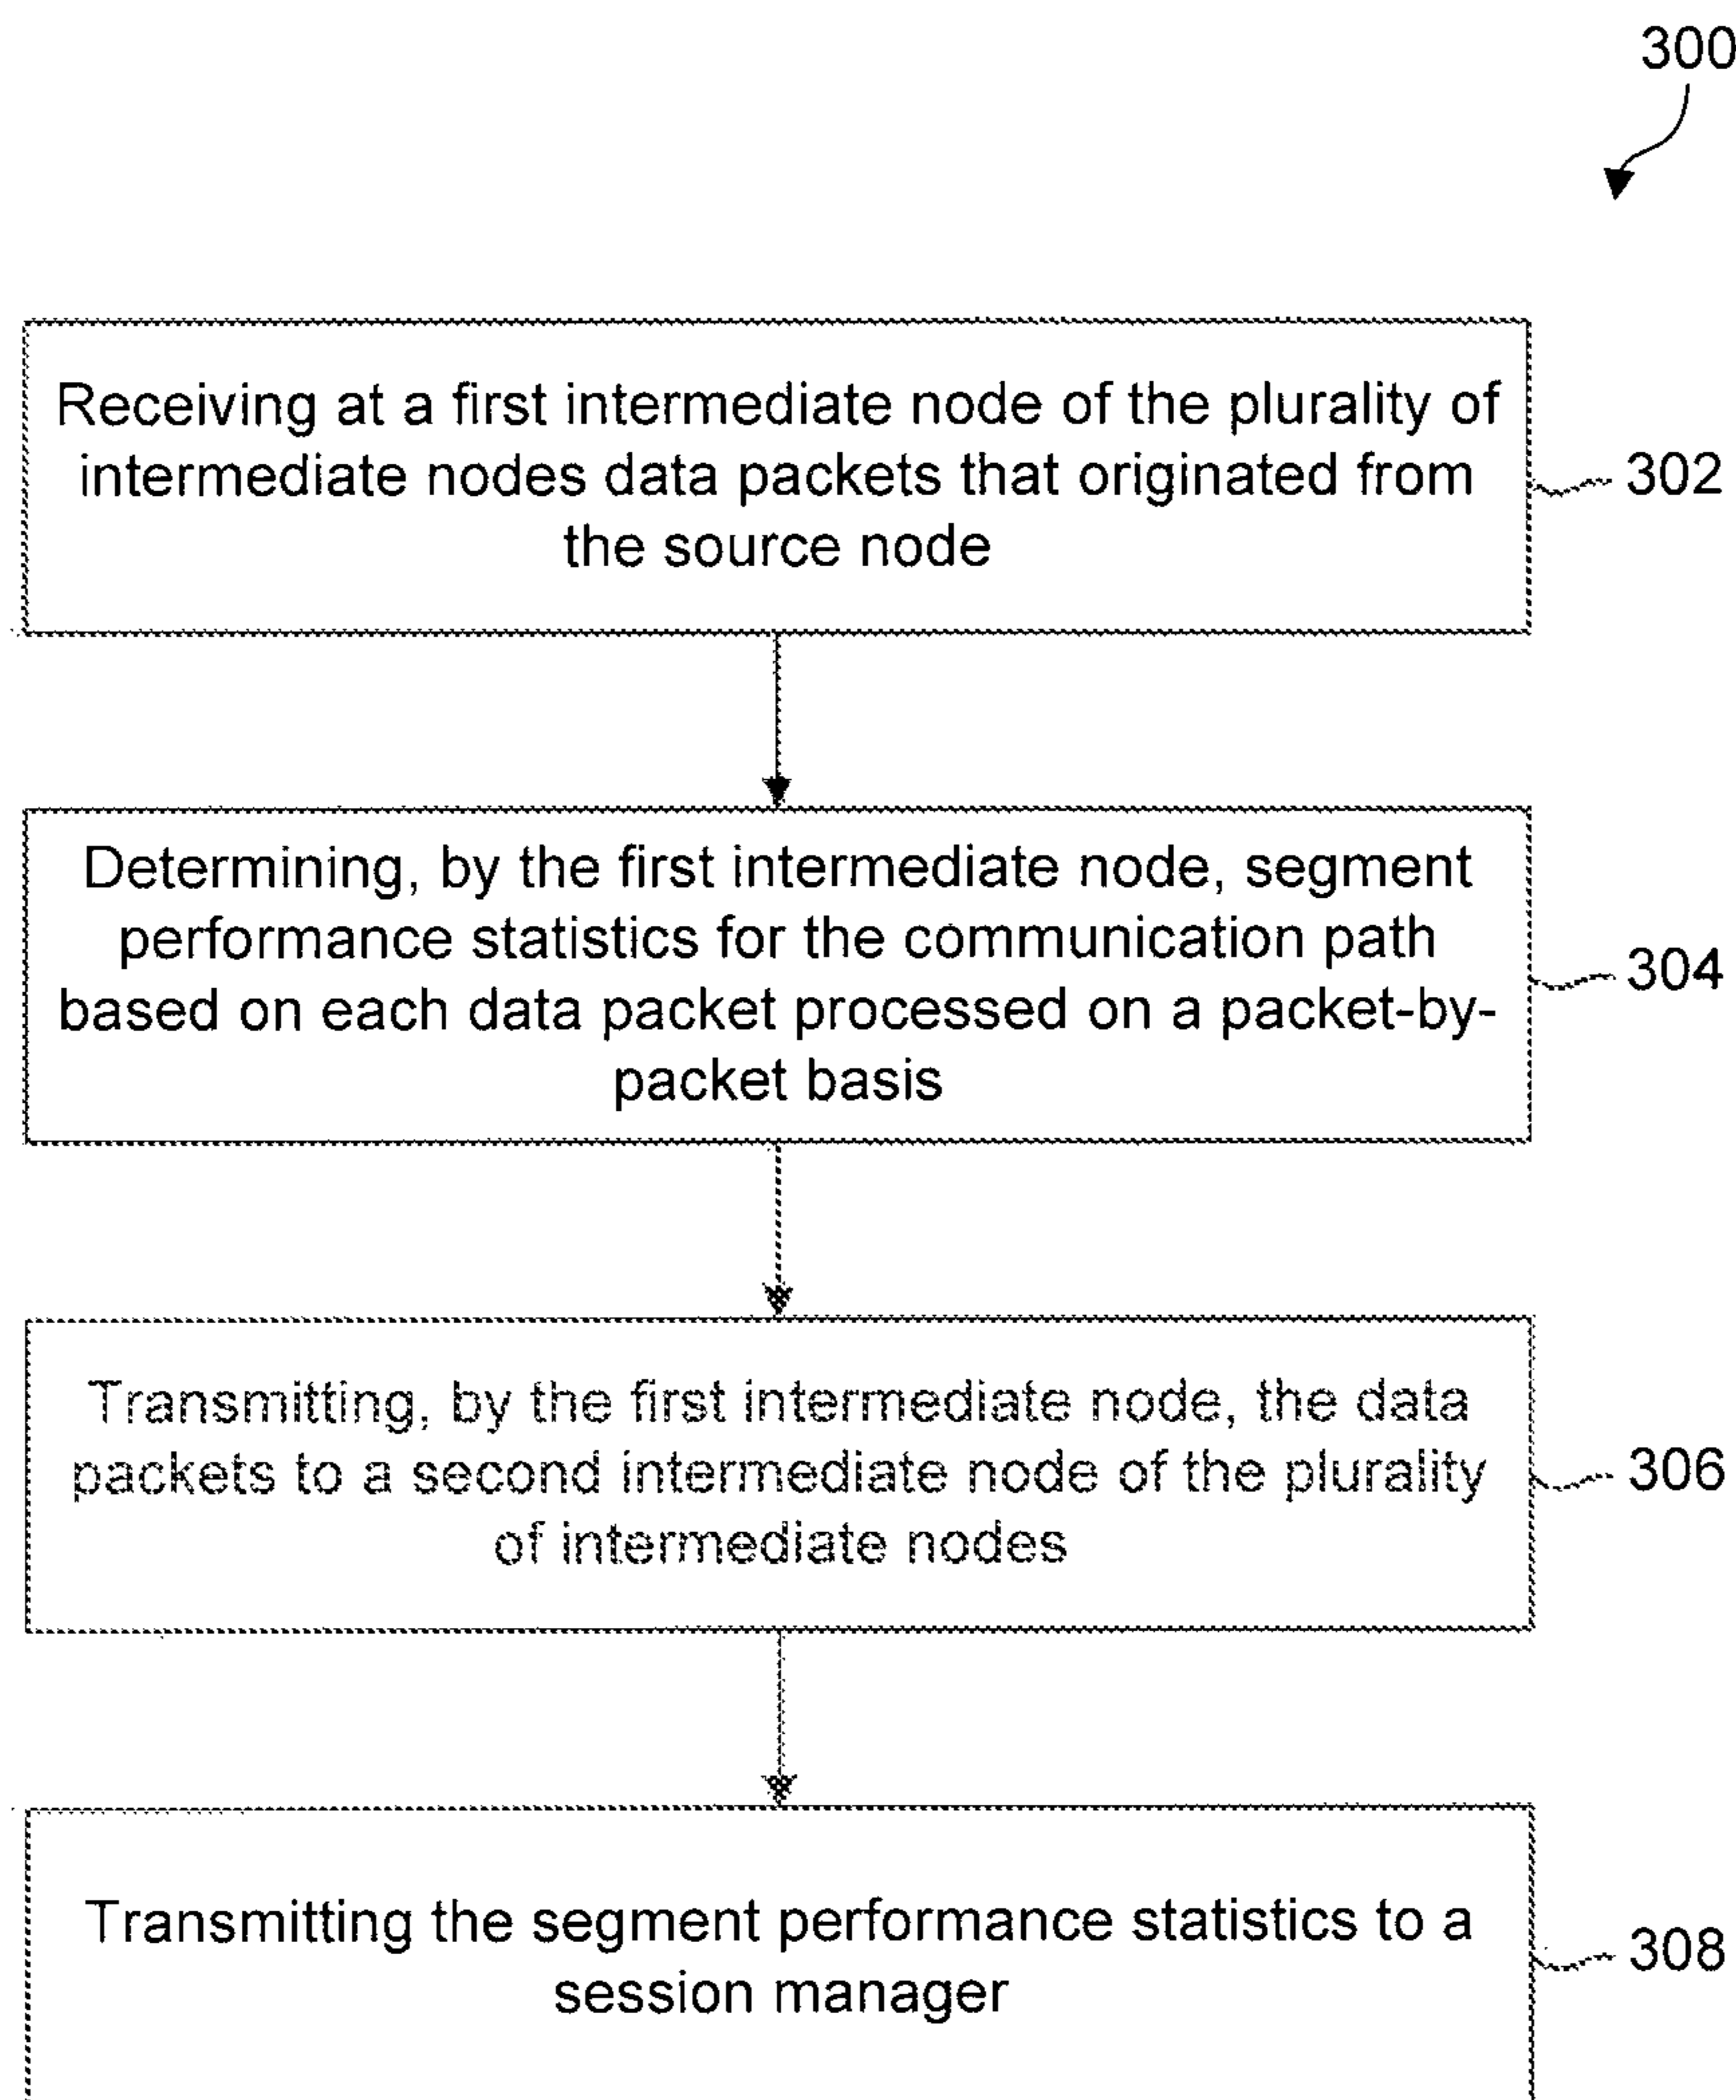 300
Receiving at a first intermediate node of the plurality of
intermediate nodes data packets that originated from
the source node
302
Determining, by the first intermediate node, segment
performance statistics for the communication path
based on each data packet processed on a packet-by-
packet basis
304
Transmitting, by the first intermediate node, the data
packets to a second intermediate node of the plurality
of intermediate nodes
306
Transmitting the segment performance statistics to a
session manager
308